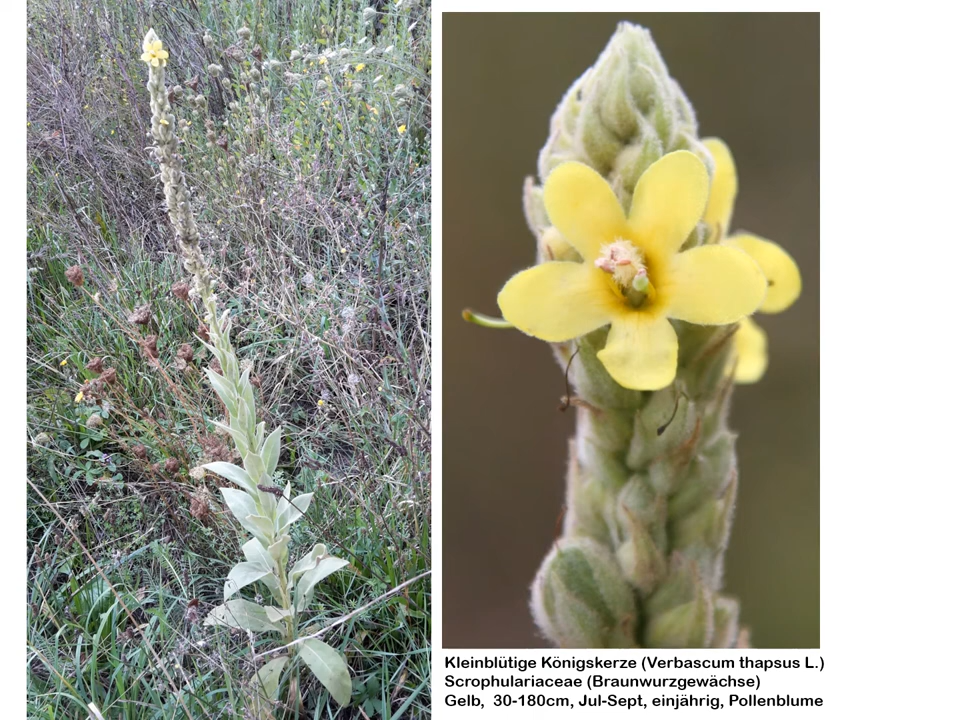 Kleinblütige Königskerze (Verbascum thapsus L.)
Scrophulariaceae (Braunwurzgewächse)
Gelb,  30-180cm, Jul-Sept, einjährig, Pollenblume